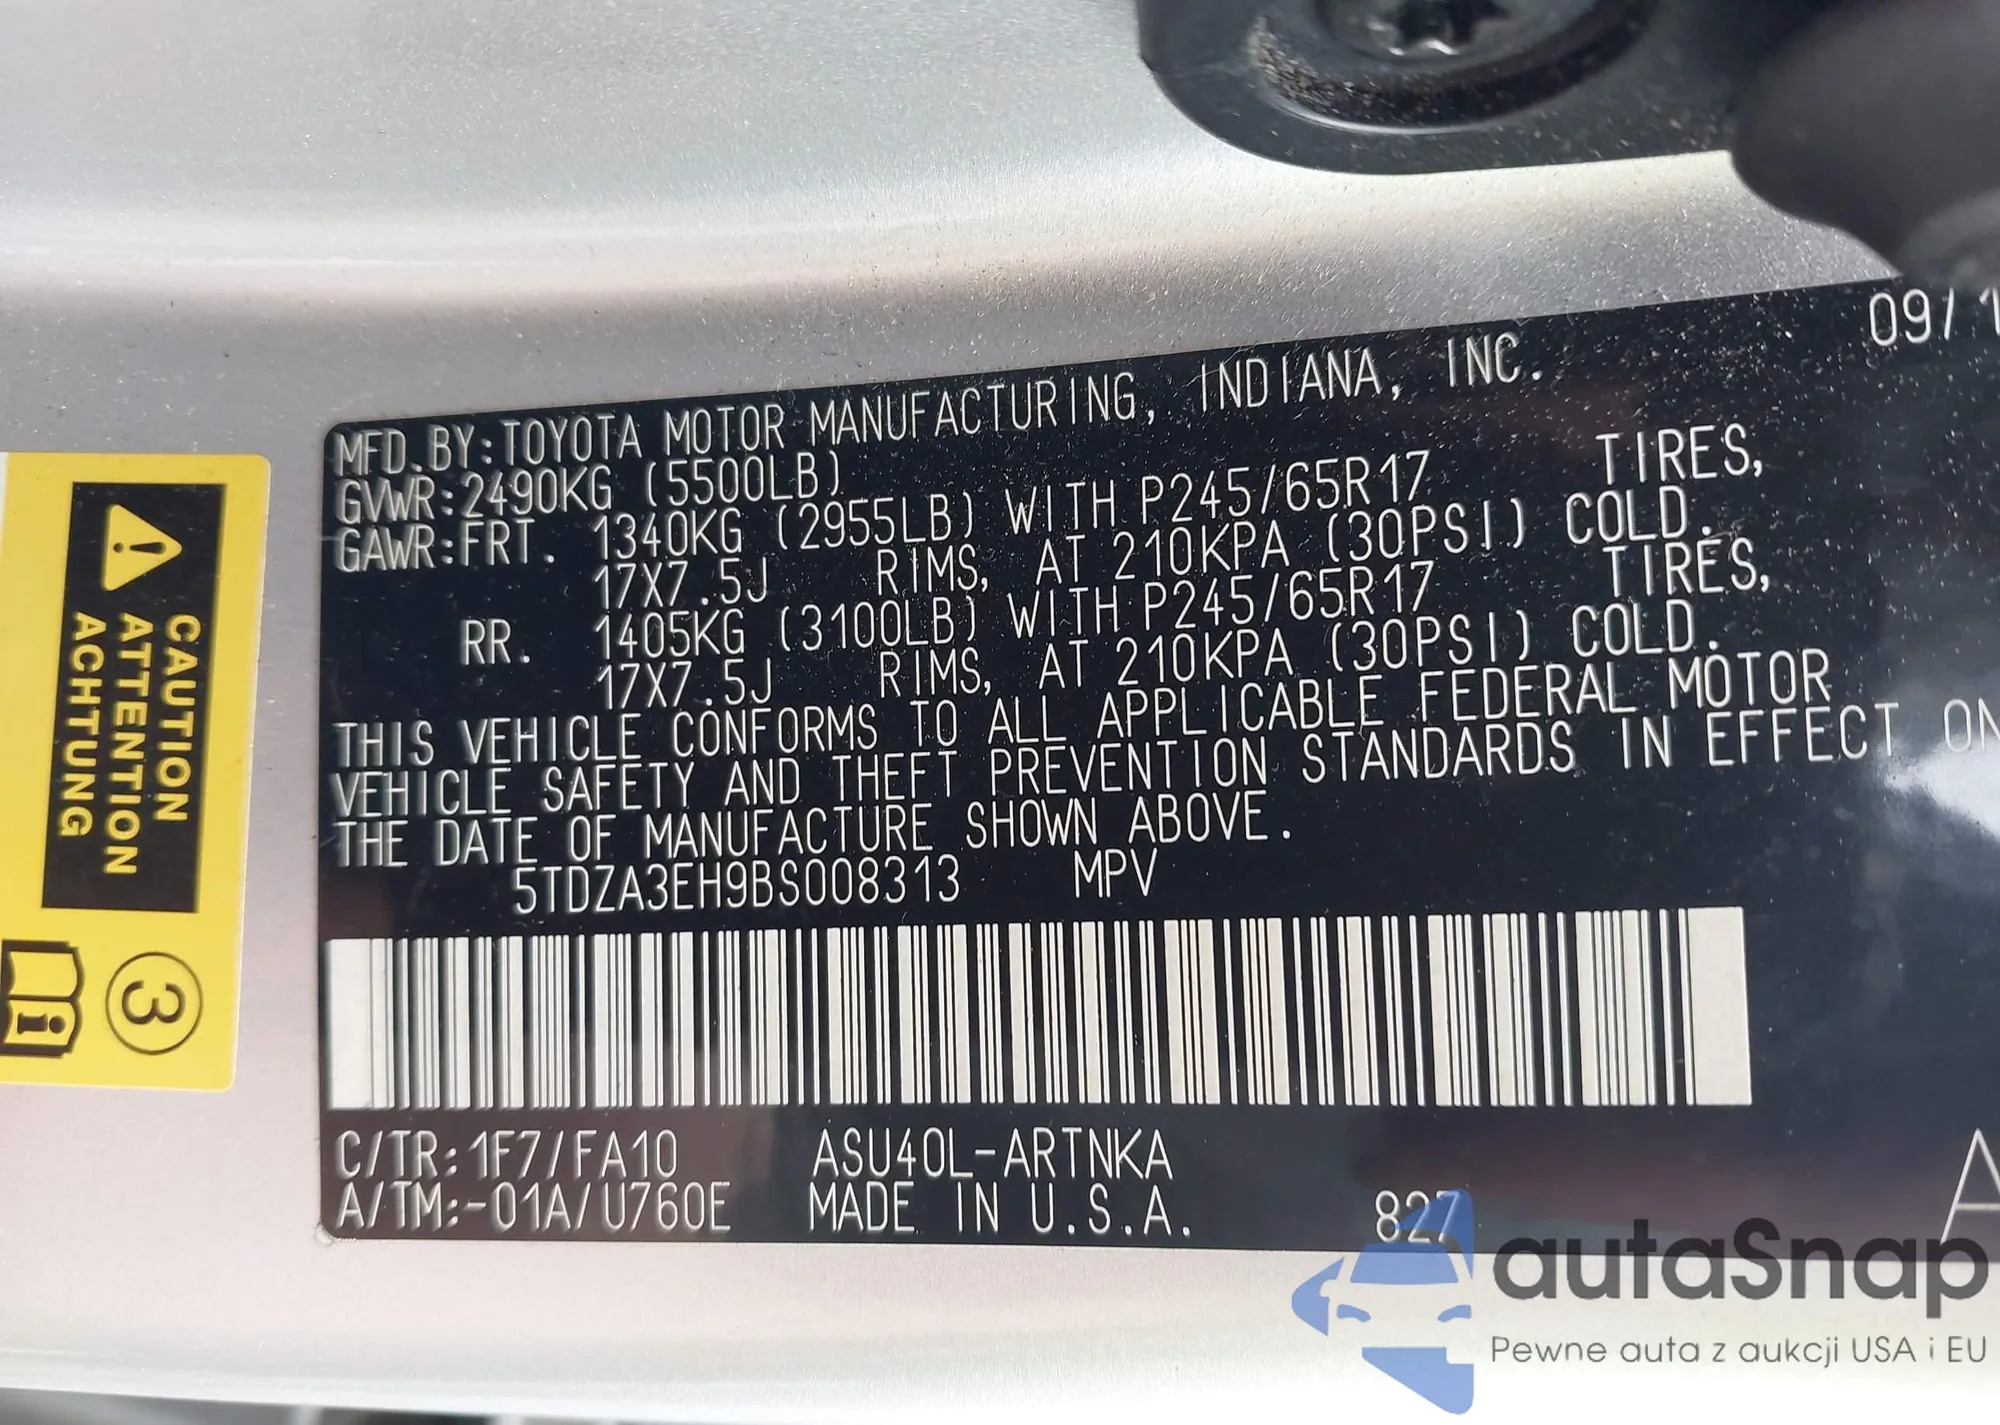 09/1
MFD.BY:TOYOTA MOTOR MANUFACTURING, INDIANA, INC.
GVWR:2490KG (5500LB)
GAWR:FRT. 1340KG (2955LB) WITH P245/65R17 TIRES,
17X7.5J RIMS, AT 210KPA (30PSI) COLD.
RR. 1405KG (3100LB) WITH P245/65R17 TIRES,
17X7.5J RIMS, AT 210KPA (30PSI) COLD.
THIS VEHICLE CONFORMS TO ALL APPLICABLE FEDERAL MOTOR
VEHICLE SAFETY AND THEFT PREVENTION STANDARDS IN EFFECT ON
THE DATE OF MANUFACTURE SHOWN ABOVE.
5TDZA3EH9BS008313 MPV
C/TR:1F7/FA10 ASU40L-ARTNKA
A/TM:-01A/U760E MADE IN U.S.A. 827 A
CAUTION
ATTENTION
ACHTUNG
3
i
autaSnap
Pewne auta z aukcji USA i EU